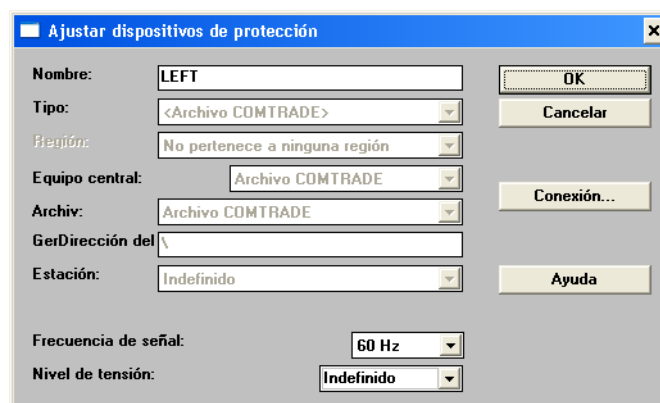 Ajustar dispositivos de protección
Nombre: LEFT
OK
Tipo: <Archivo COMTRADE>
Cancelar
Región: No pertenece a ninguna región
Equipo central: Archivo COMTRADE
Conexión...
Archiv: Archivo COMTRADE
GerDirección del \
Estación: Indefinido
Ayuda
Frecuencia de señal: 60 Hz
Nivel de tensión: Indefinido